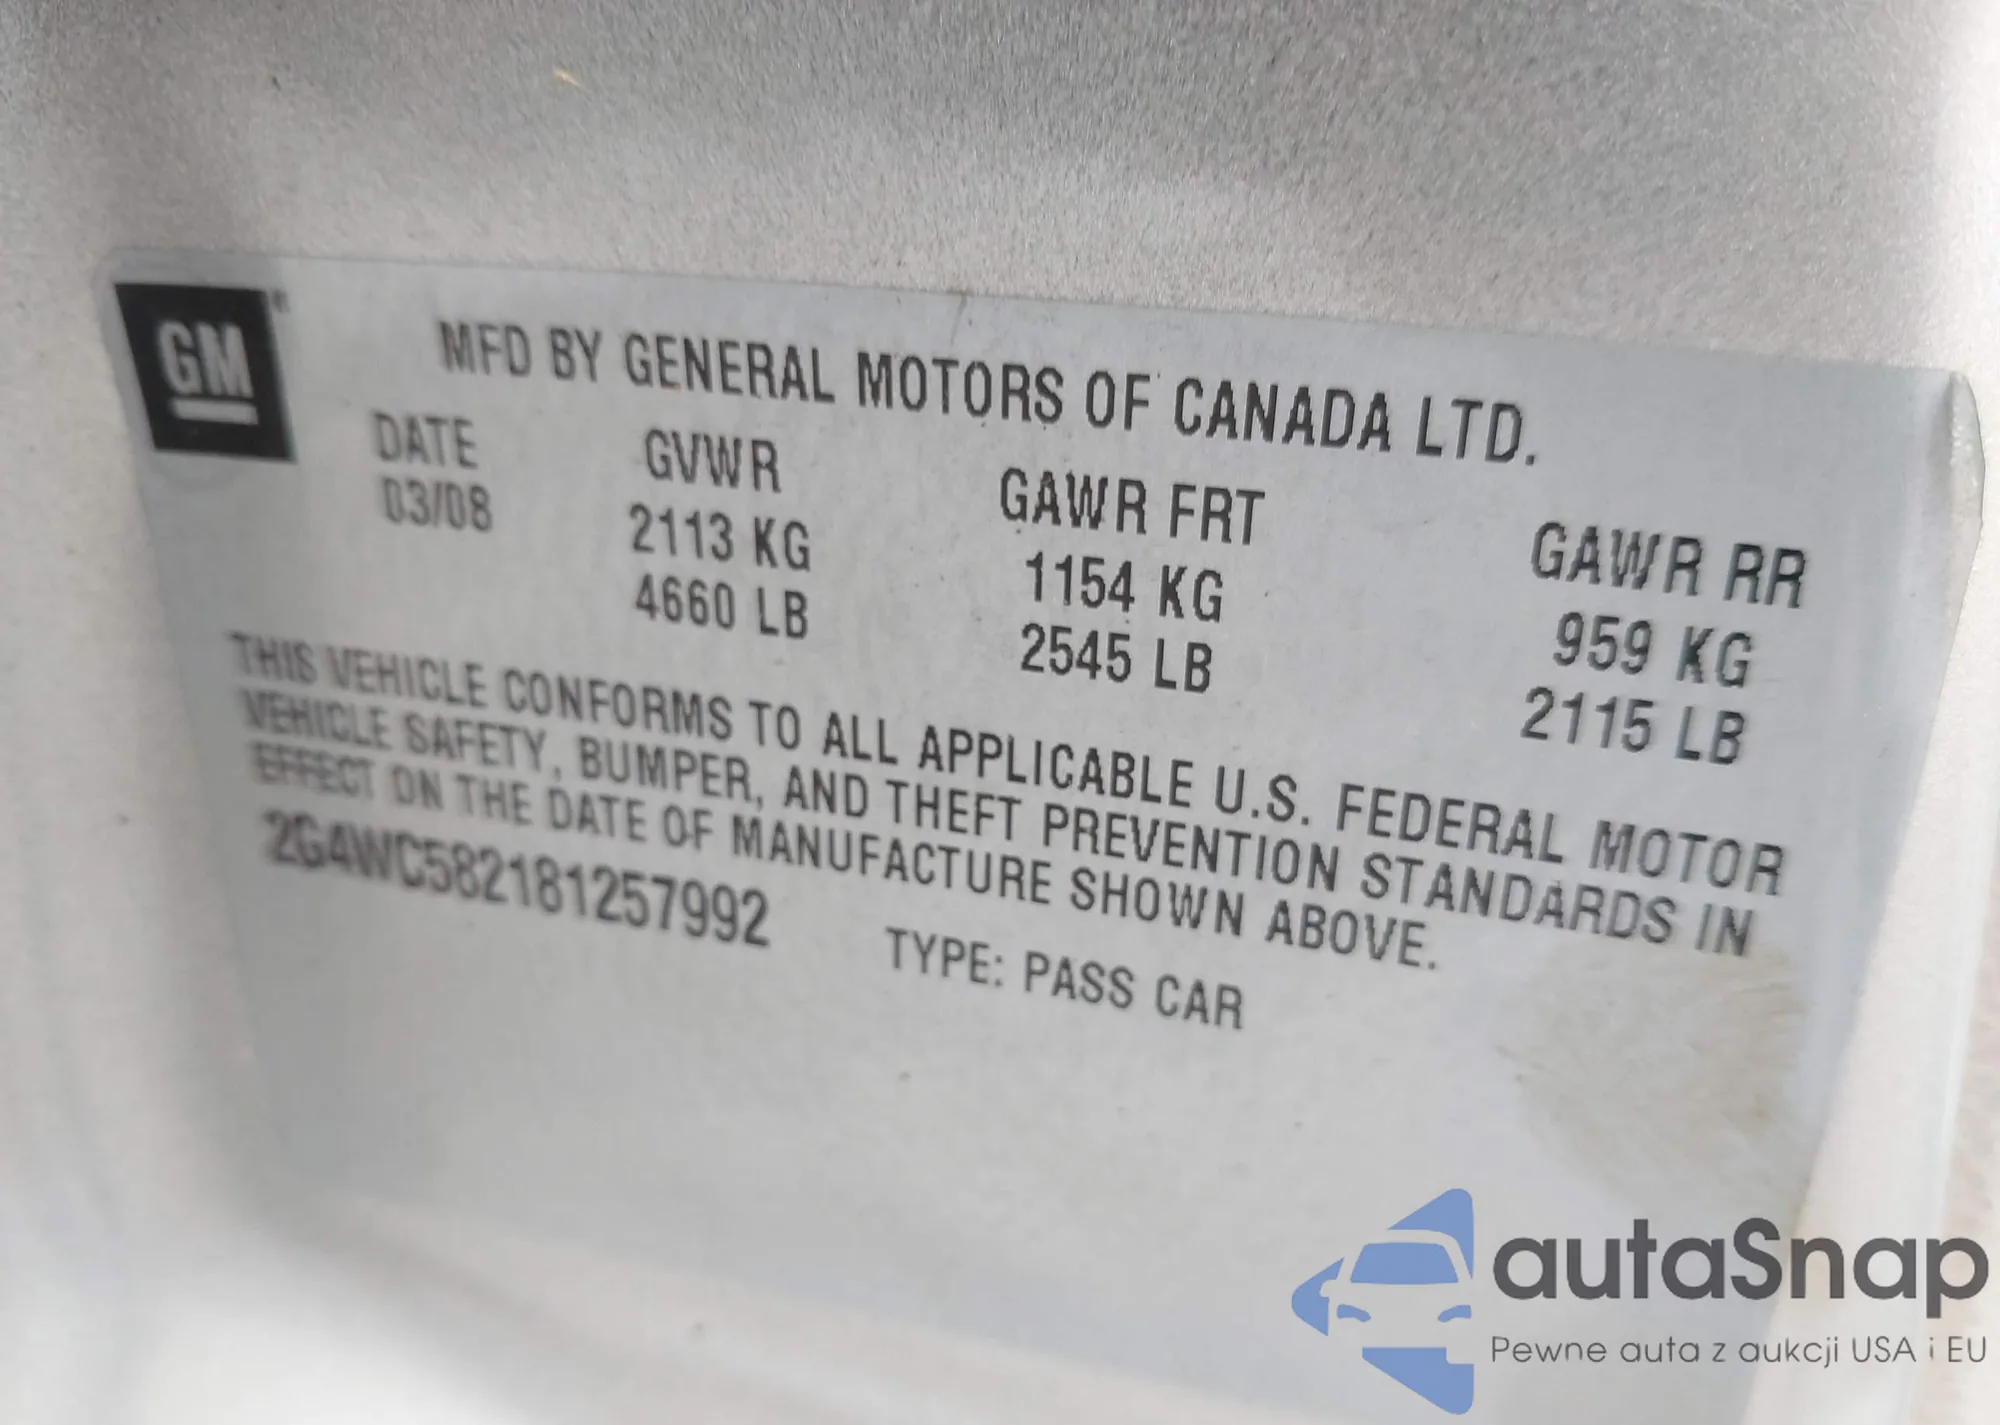 GM
MFD BY GENERAL MOTORS OF CANADA LTD.
DATE GVWR GAWR FRT GAWR RR
03/08 2113 KG 1154 KG 959 KG
4660 LB 2545 LB 2115 LB
THIS VEHICLE CONFORMS TO ALL APPLICABLE U.S. FEDERAL MOTOR
VEHICLE SAFETY, BUMPER, AND THEFT PREVENTION STANDARDS IN
EFFECT ON THE DATE OF MANUFACTURE SHOWN ABOVE.
2G4WC582181257992 TYPE: PASS CAR
autaSnap
Pewne auta z aukcji USA i EU